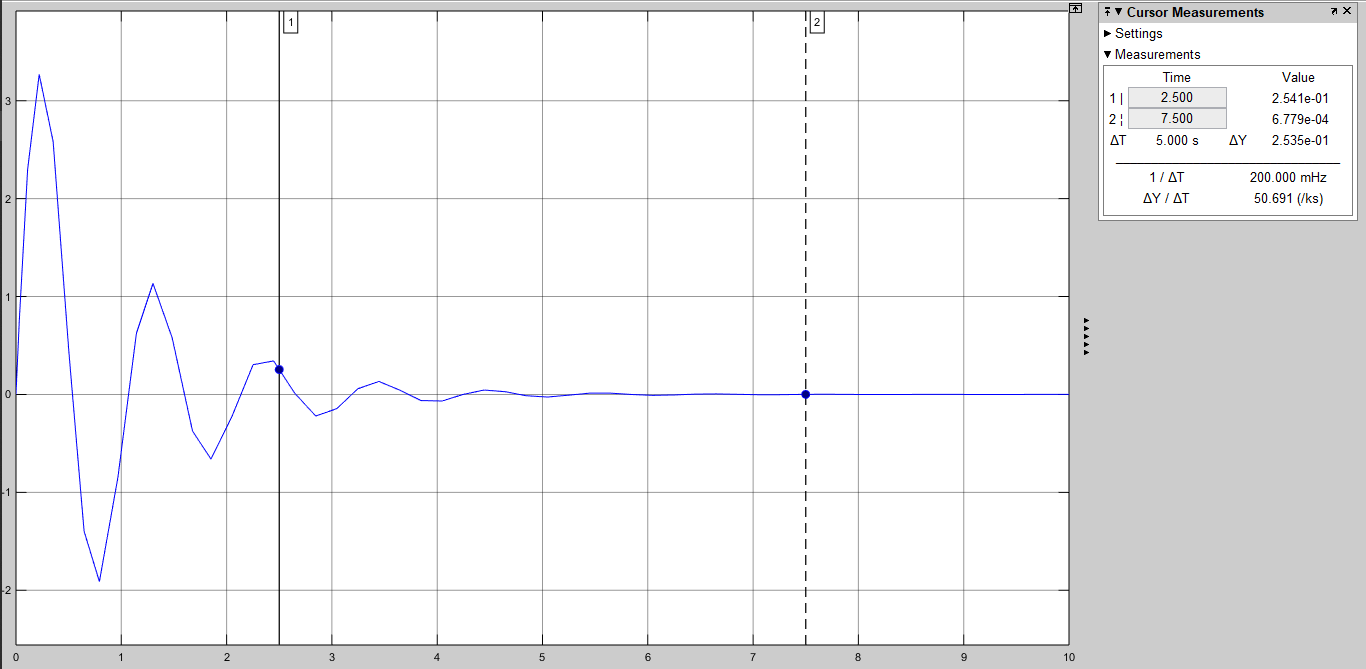 1
2
3
2
1
0
-1
-2
0 1 2 3 4 5 6 7 8 9 10
Cursor Measurements
Settings
Measurements
Time Value
1 | 2.500 2.541e-01
2 ¦ 7.500 6.779e-04
ΔT 5.000 s ΔY 2.535e-01
1 / ΔT 200.000 mHz
ΔY / ΔT 50.691 (/ks)